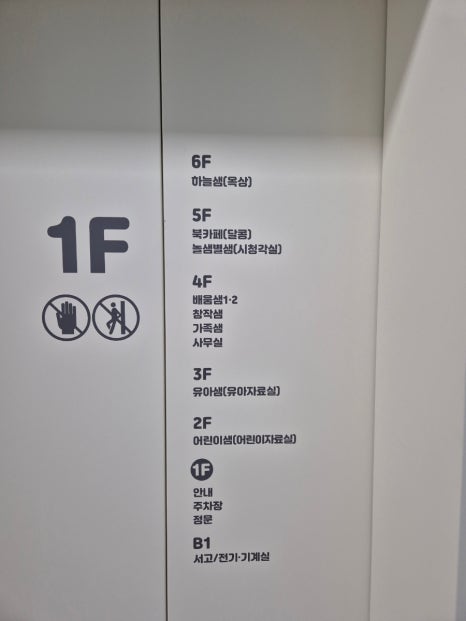 1F
6F
하늘샘(옥상)
5F
북카페(달콩)
놀샘별샘(시청각실)
4F
배움샘1·2
창작샘
가족샘
사무실
3F
유아샘(유아자료실)
2F
어린이샘(어린이자료실)
1F
안내
주차장
정문
B1
서고/전기·기계실